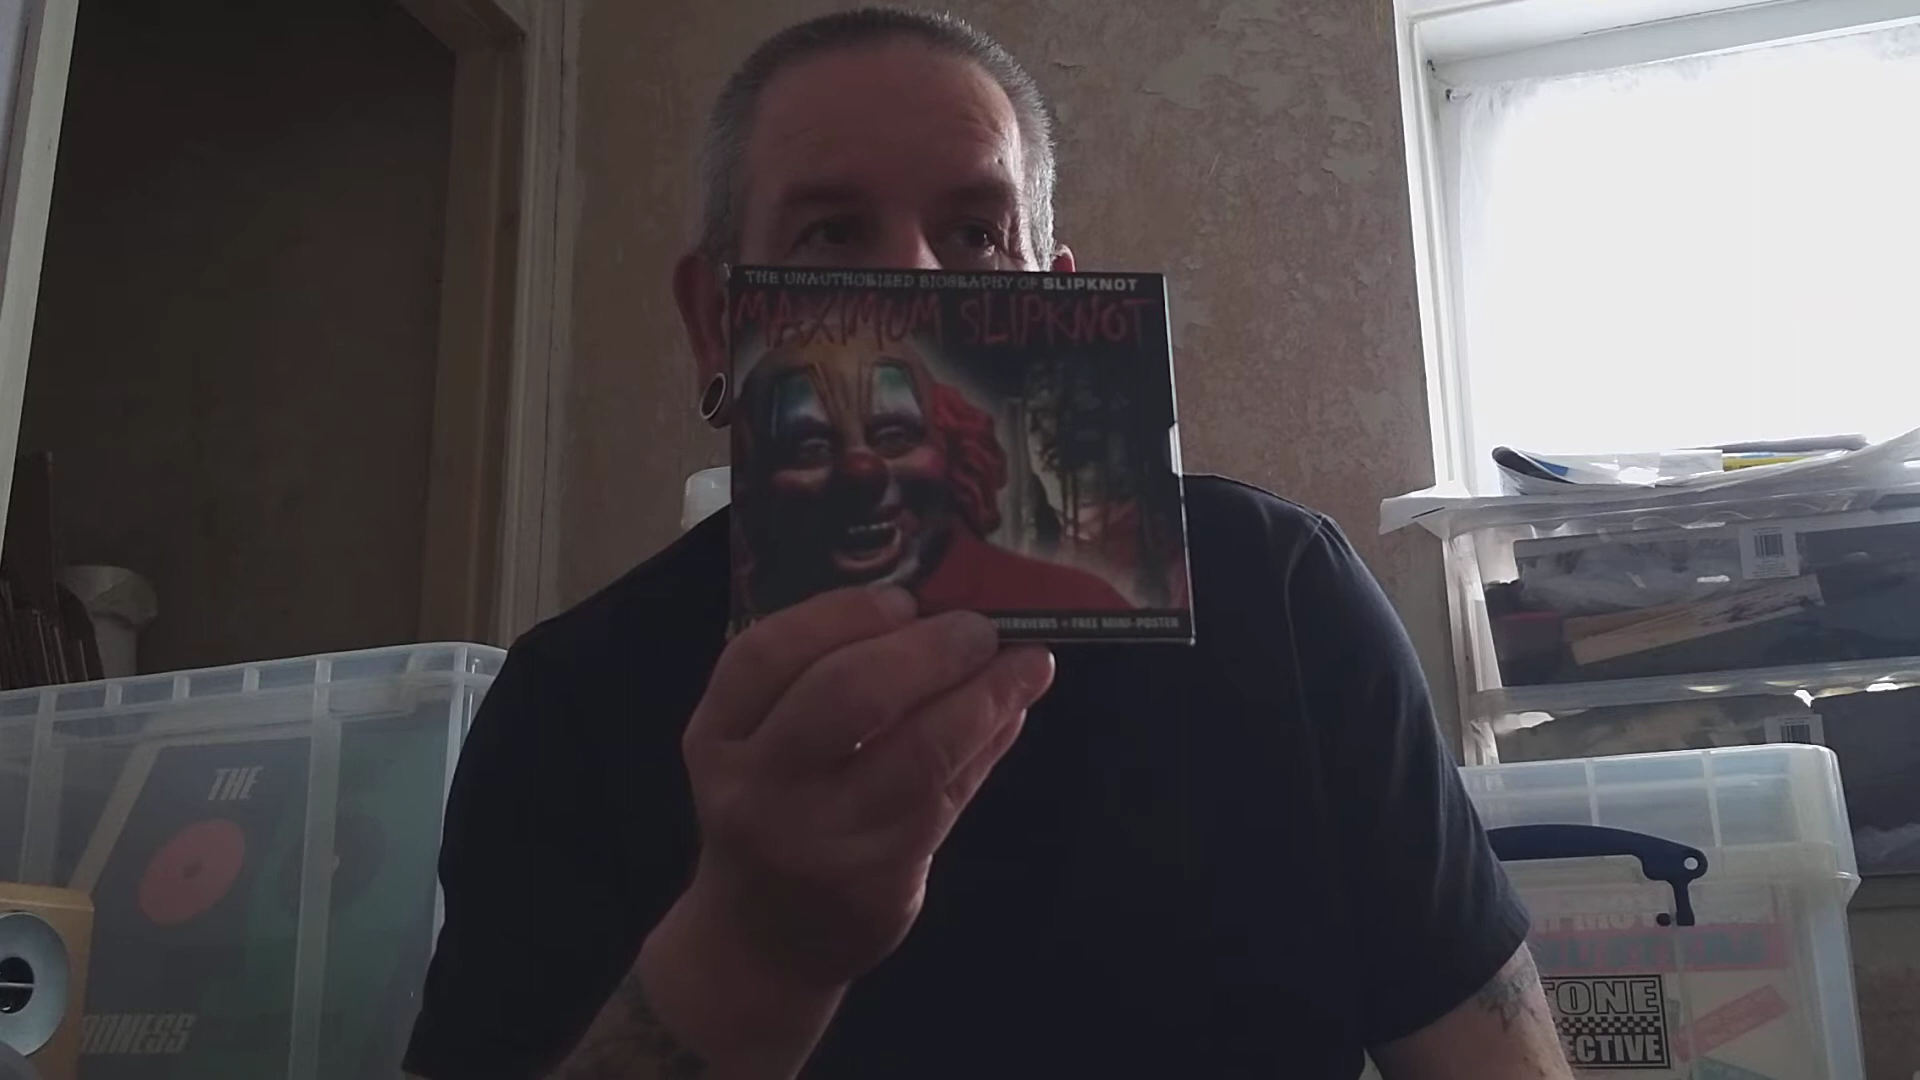 THE UNAUTHORISED BIOGRAPHY OF SLIPKNOT
MAXIMUM SLIPKNOT
INTERVIEWS • FREE MINI-POSTER
THE
TONE
ECTIVE